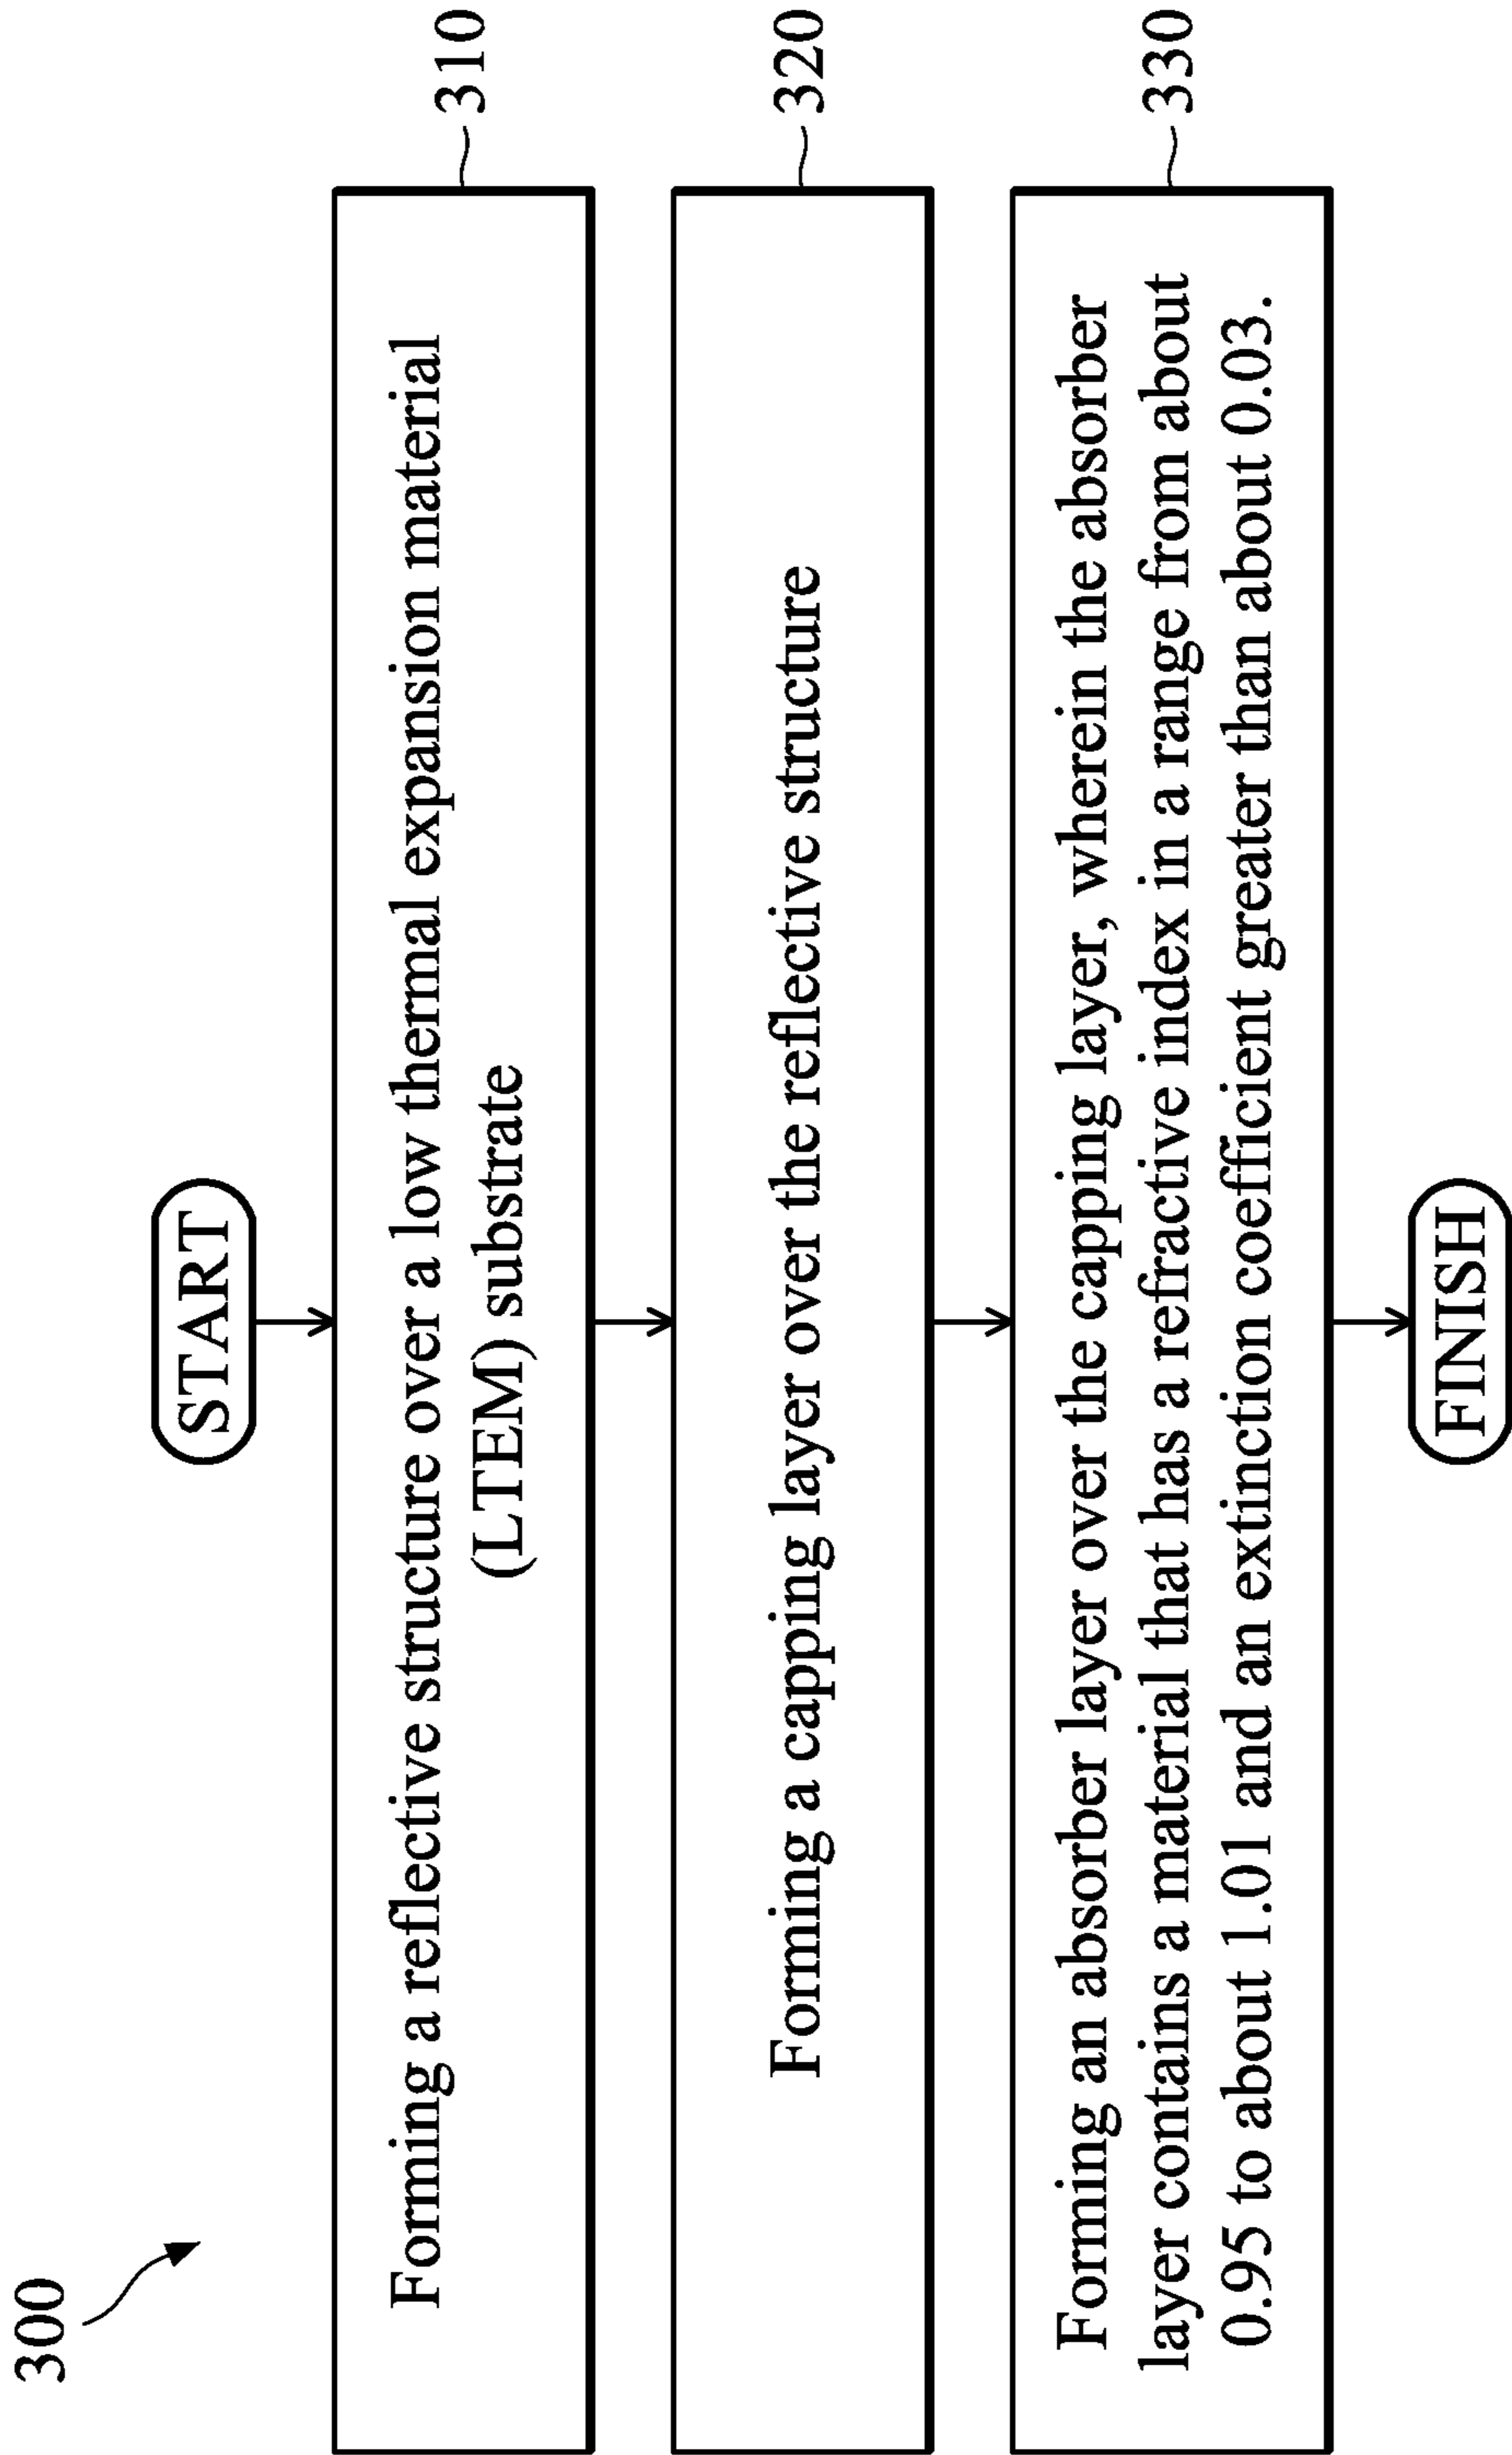 300
START
Forming a reflective structure over a low thermal expansion material
(LTEM) substrate
310
Forming a capping layer over the reflective structure
320
Forming an absorber layer over the capping layer, wherein the absorber
layer contains a material that has a refractive index in a range from about
0.95 to about 1.01 and an extinction coefficient greater than about 0.03.
330
FINISH